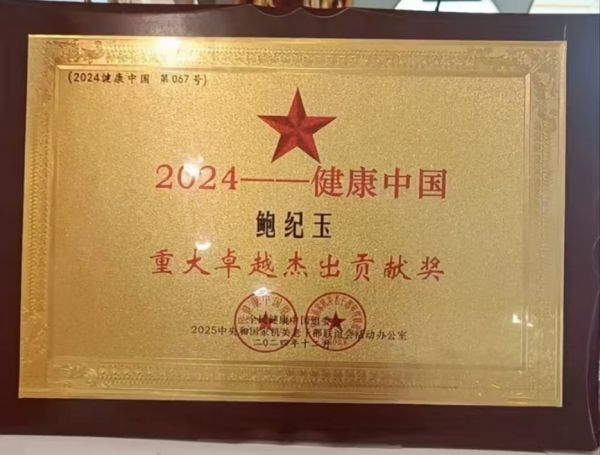 (2024健康中国 第067号)
2024——健康中国
鲍纪玉
重大卓越杰出贡献奖
全民健康中国组委
2025中央和国家机关老干部联谊会活动办公室
二〇二四年十二月